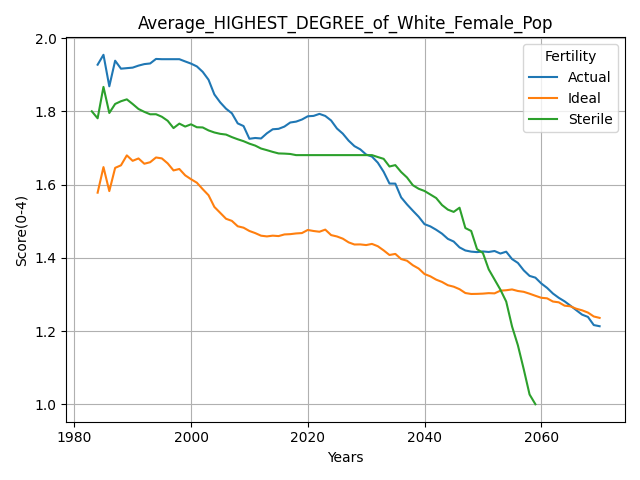 Average_HIGHEST_DEGREE_of_White_Female_Pop
2.0
1.8
1.6
1.4
1.2
1.0
Score(0-4)
Fertility
Actual
Ideal
Sterile
1980
2000
2020
2040
2060
Years